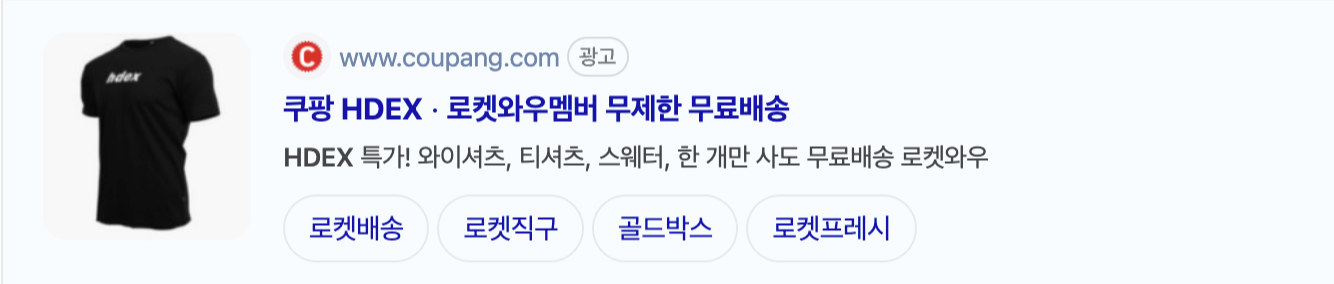 hdex
www.coupang.com 광고
쿠팡 HDEX · 로켓와우멤버 무제한 무료배송
HDEX 특가! 와이셔츠, 티셔츠, 스웨터, 한 개만 사도 무료배송 로켓와우
로켓배송 로켓직구 골드박스 로켓프레시